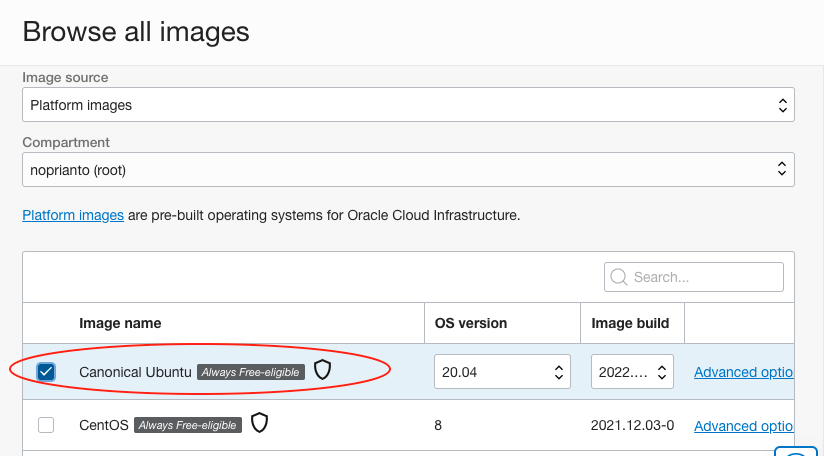 Browse all images
Image source
Platform images
Compartment
noprianto (root)
Platform images are pre-built operating systems for Oracle Cloud Infrastructure.
Search...
Image name OS version Image build
Canonical Ubuntu Always Free-eligible 20.04 2022.... Advanced optio
CentOS Always Free-eligible 8 2021.12.03-0 Advanced optio